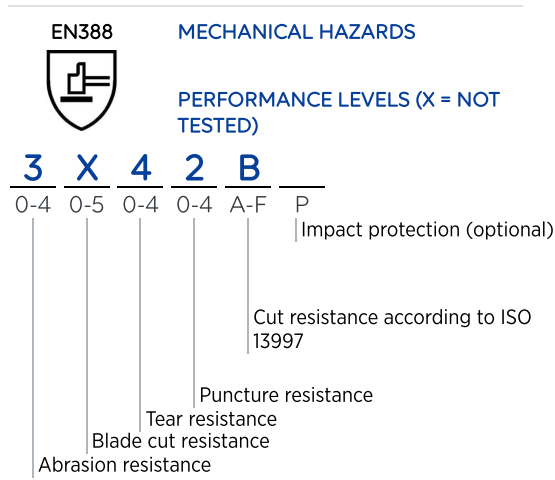 EN388
MECHANICAL HAZARDS
PERFORMANCE LEVELS (X = NOT
TESTED)
3 X 4 2 B
0-4 0-5 0-4 0-4 A-F P
Impact protection (optional)
Cut resistance according to ISO
13997
Puncture resistance
Tear resistance
Blade cut resistance
Abrasion resistance